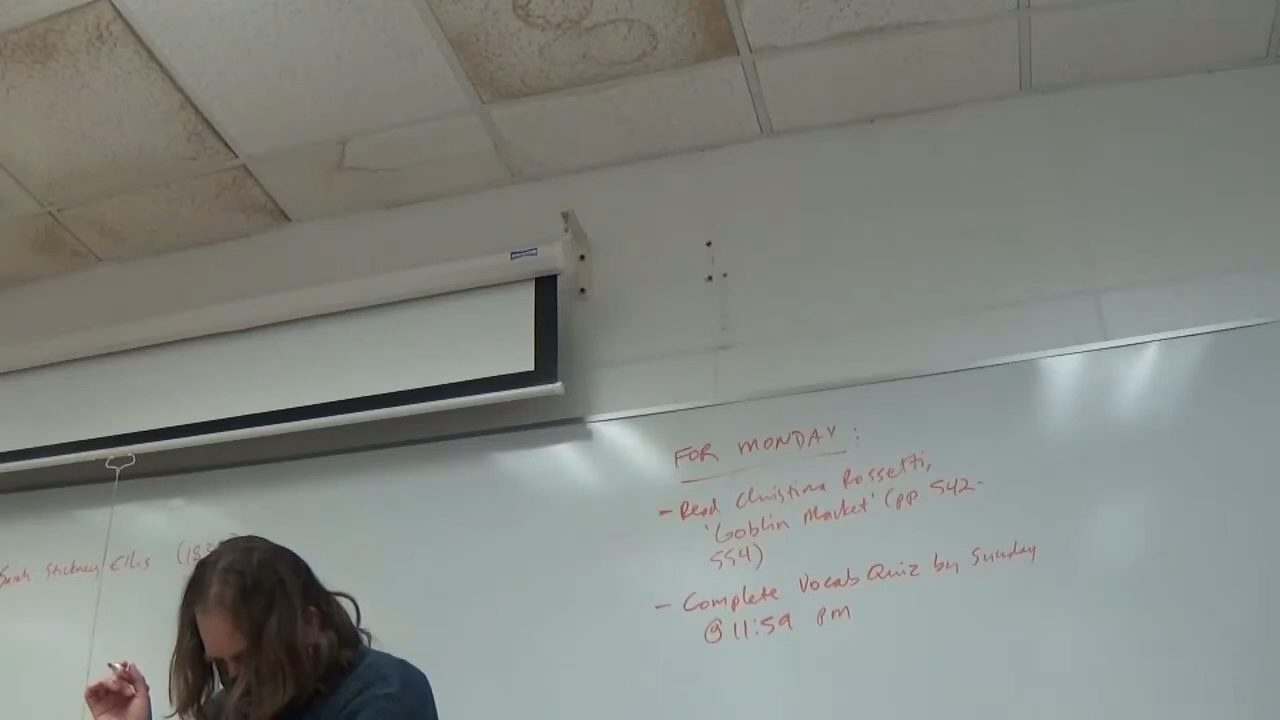 FOR MONDAY:
- Read Christina Rossetti,
'Goblin Market' (pp. 542-
554)
- Complete Vocab Quiz by Sunday
@ 11:59 pm
Sarah Stickney Ellis (183